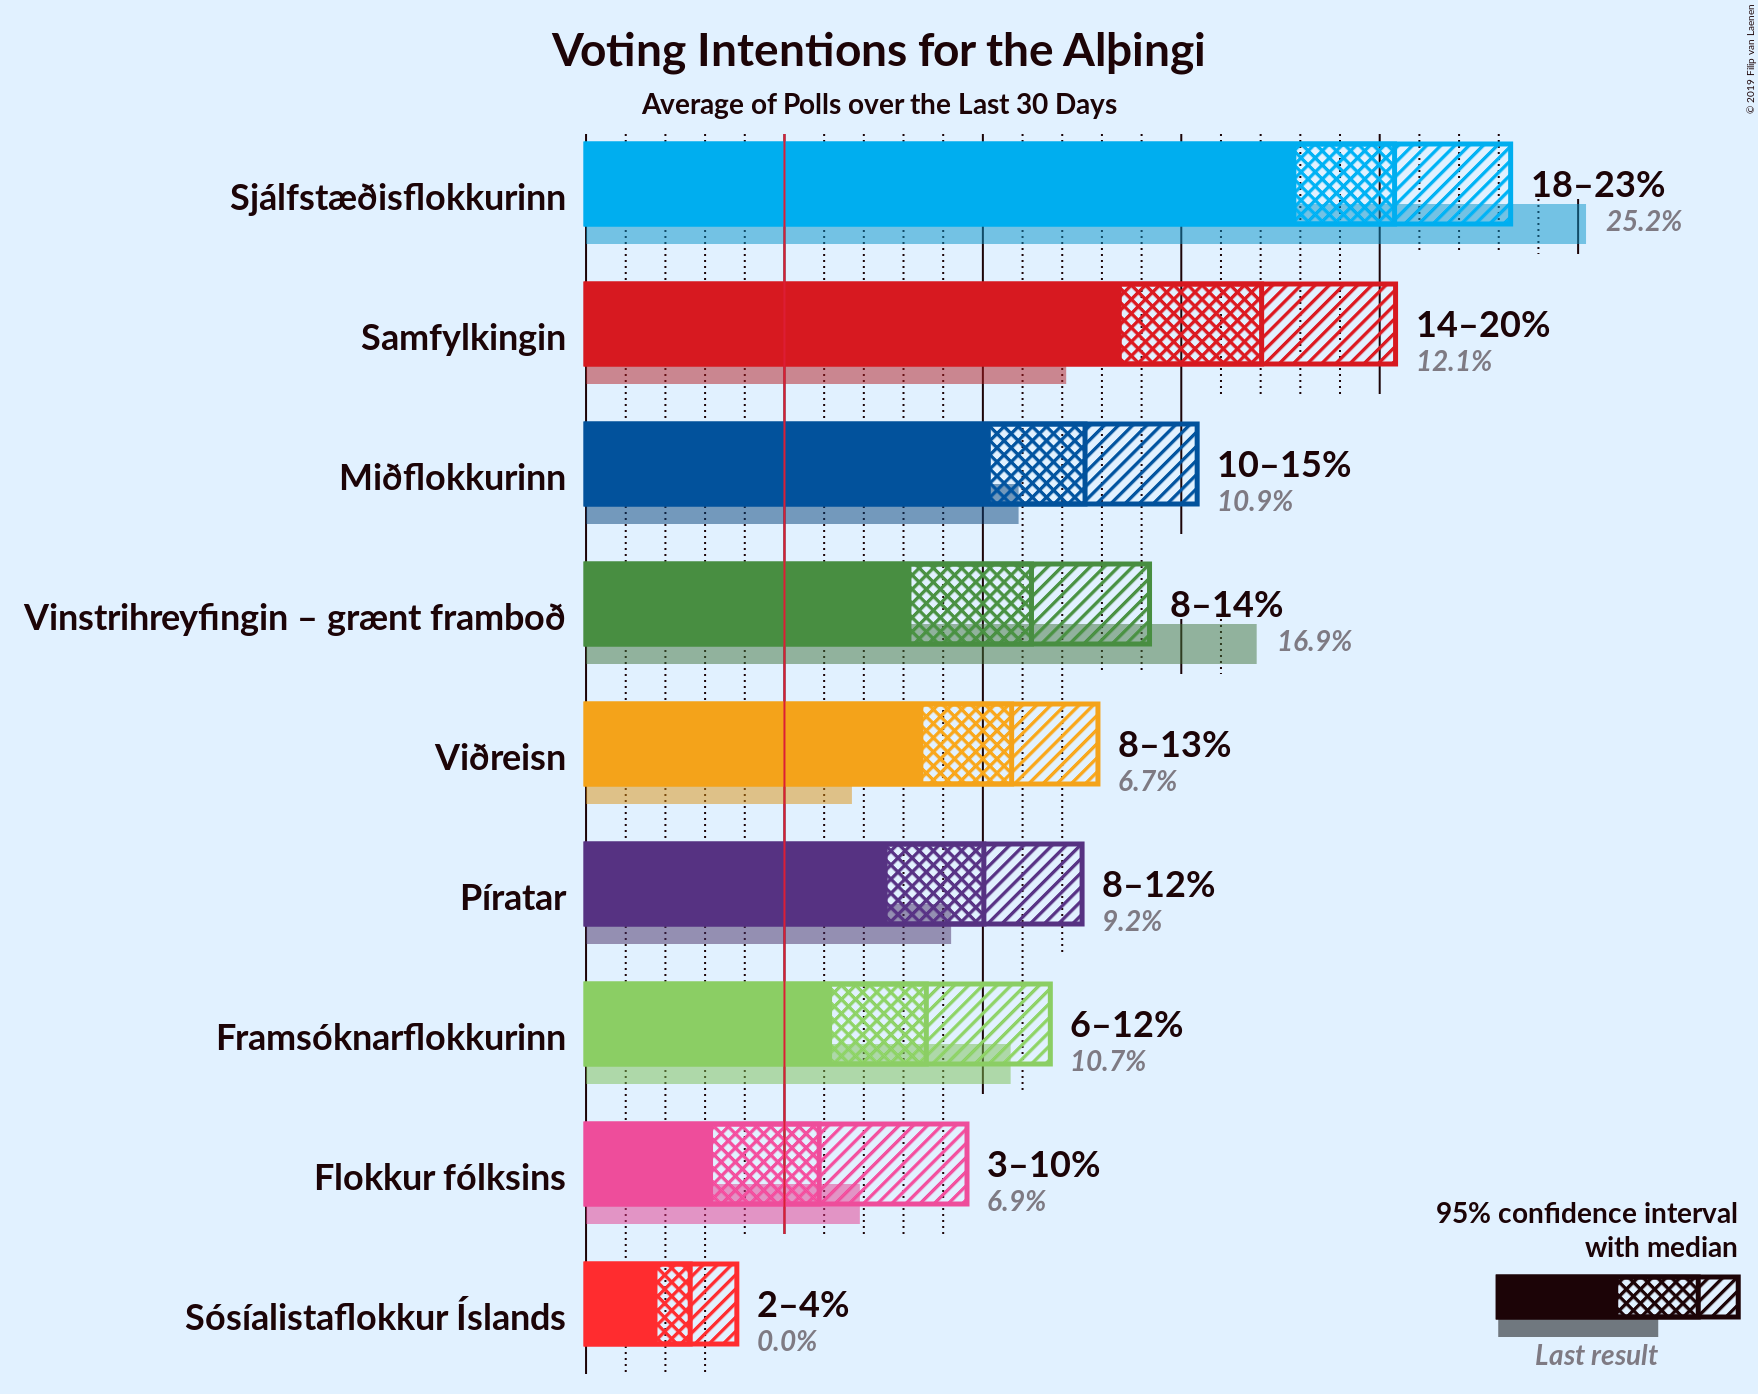 Voting Intentions for the Alþingi
Average of Polls over the Last 30 Days
© 2019 Filip van Laenen
Sjálfstæðisflokkurinn
18–23%
25.2%
Samfylkingin
14–20%
12.1%
Miðflokkurinn
10–15%
10.9%
Vinstrihreyfingin – grænt framboð
8–14%
16.9%
Viðreisn
8–13%
6.7%
Píratar
8–12%
9.2%
Framsóknarflokkurinn
6–12%
10.7%
Flokkur fólksins
3–10%
6.9%
Sósíalistaflokkur Íslands
2–4%
0.0%
95% confidence interval
with median
Last result